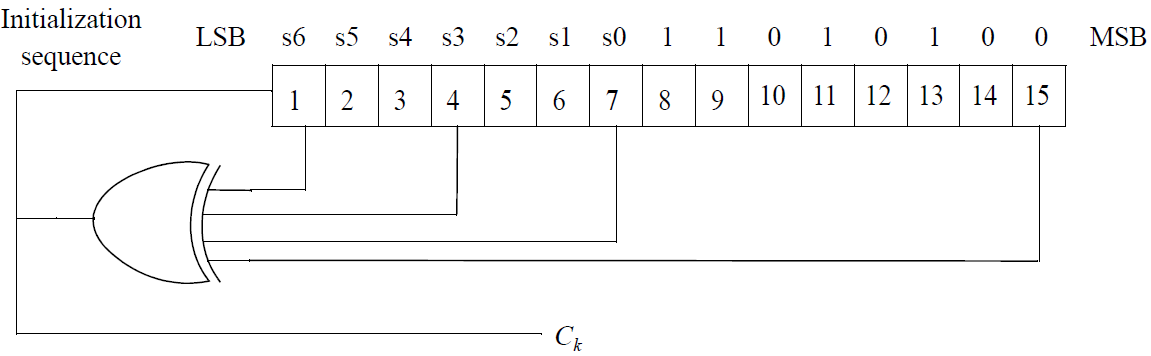 Initialization
sequence
LSB s6 s5 s4 s3 s2 s1 s0 1 1 0 1 0 1 0 0 MSB
1 2 3 4 5 6 7 8 9 10 11 12 13 14 15
C_k